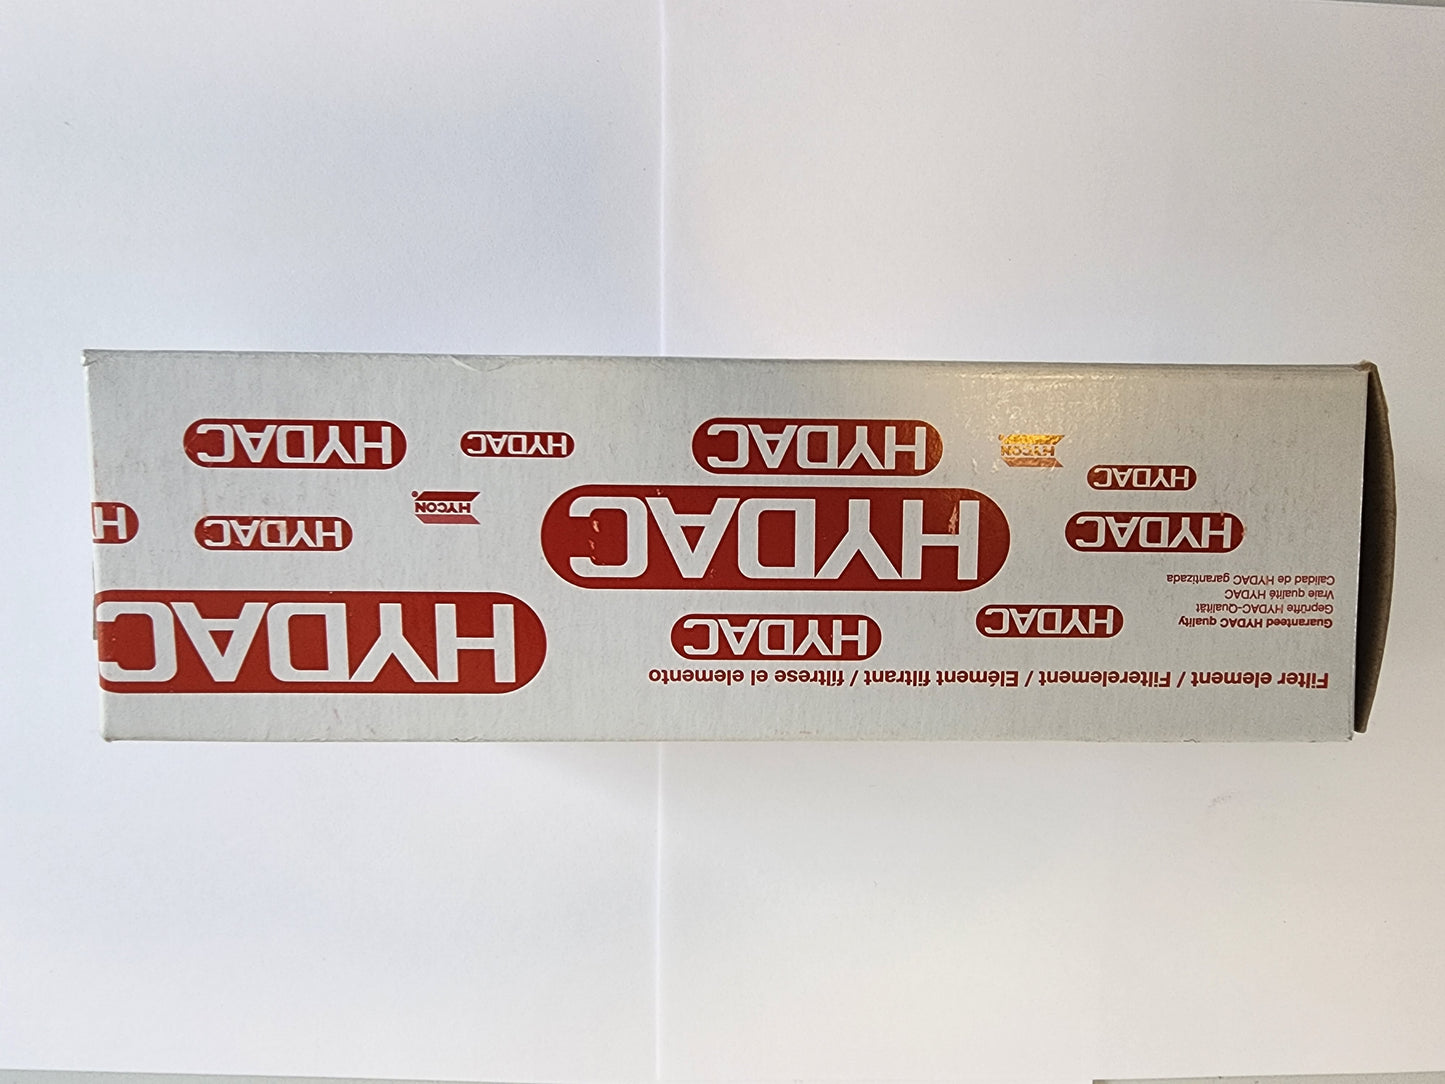 Filter element / Filterelement / Elément filtrant / filtrese el elemento
Guaranteed HYDAC quality
Geprüfte HYDAC-Qualität
Vraie qualité HYDAC
Calidad de HYDAC garantizada
HYDAC
HYDAC
HYDAC
HYDAC
HYDAC
HYCON®
HYDAC
H
HYDAC
HYCON
HYDAC
HYDAC
HYDAC